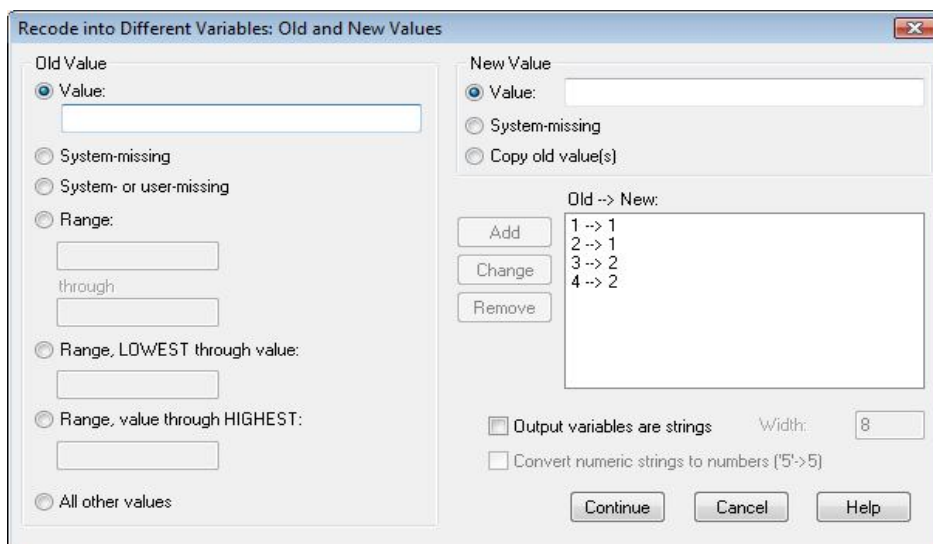 Recode into Different Variables: Old and New Values
Old Value
Value:
System-missing
System- or user-missing
Range:
through
Range, LOWEST through value:
Range, value through HIGHEST:
All other values
New Value
Value:
System-missing
Copy old value(s)
Old --> New:
Add
Change
Remove
1 --> 1
2 --> 1
3 --> 2
4 --> 2
Output variables are strings Width: 8
Convert numeric strings to numbers ('5'->5)
Continue Cancel Help